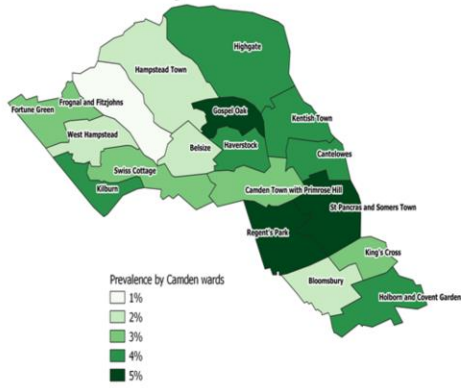 Highgate
Hampstead Town
Fortune Green
Frognal and Fitzjohns
Gospel Oak
Kentish Town
West Hampstead
Belsize
Haverstock
Cantelowes
Swiss Cottage
Kilburn
Camden Town with Primrose Hill
St Pancras and Somers Town
Regent's Park
King's Cross
Bloomsbury
Holborn and Covent Garden
Prevalence by Camden wards
1%
2%
3%
4%
5%